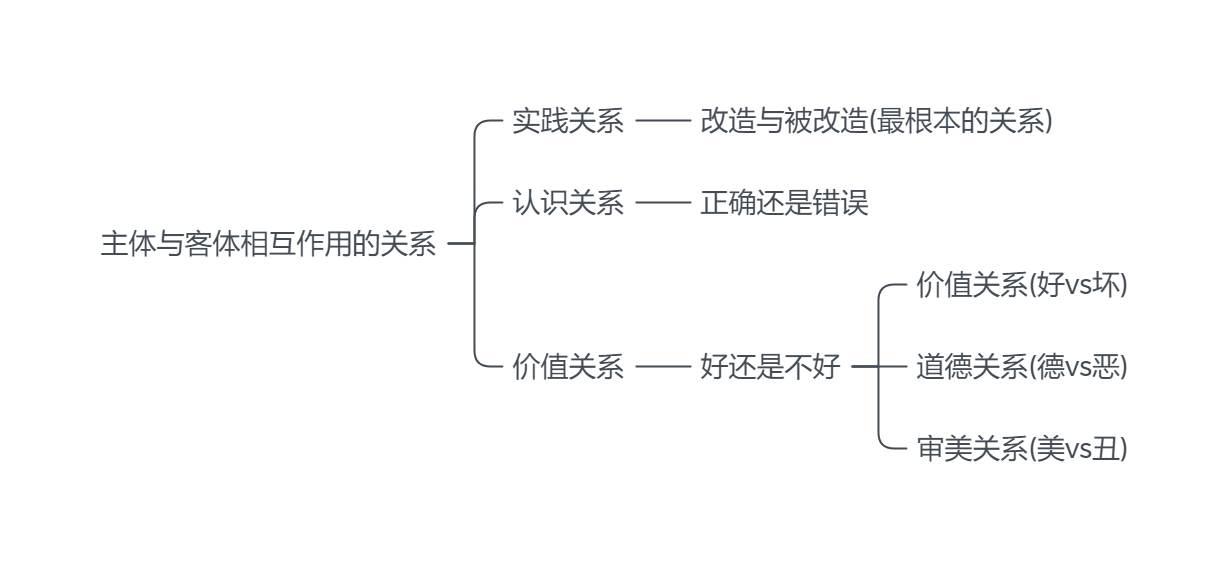 实践关系
改造与被改造(最根本的关系)
认识关系
正确还是错误
主体与客体相互作用的关系
价值关系(好vs坏)
价值关系
好还是不好
道德关系(德vs恶)
审美关系(美vs丑)